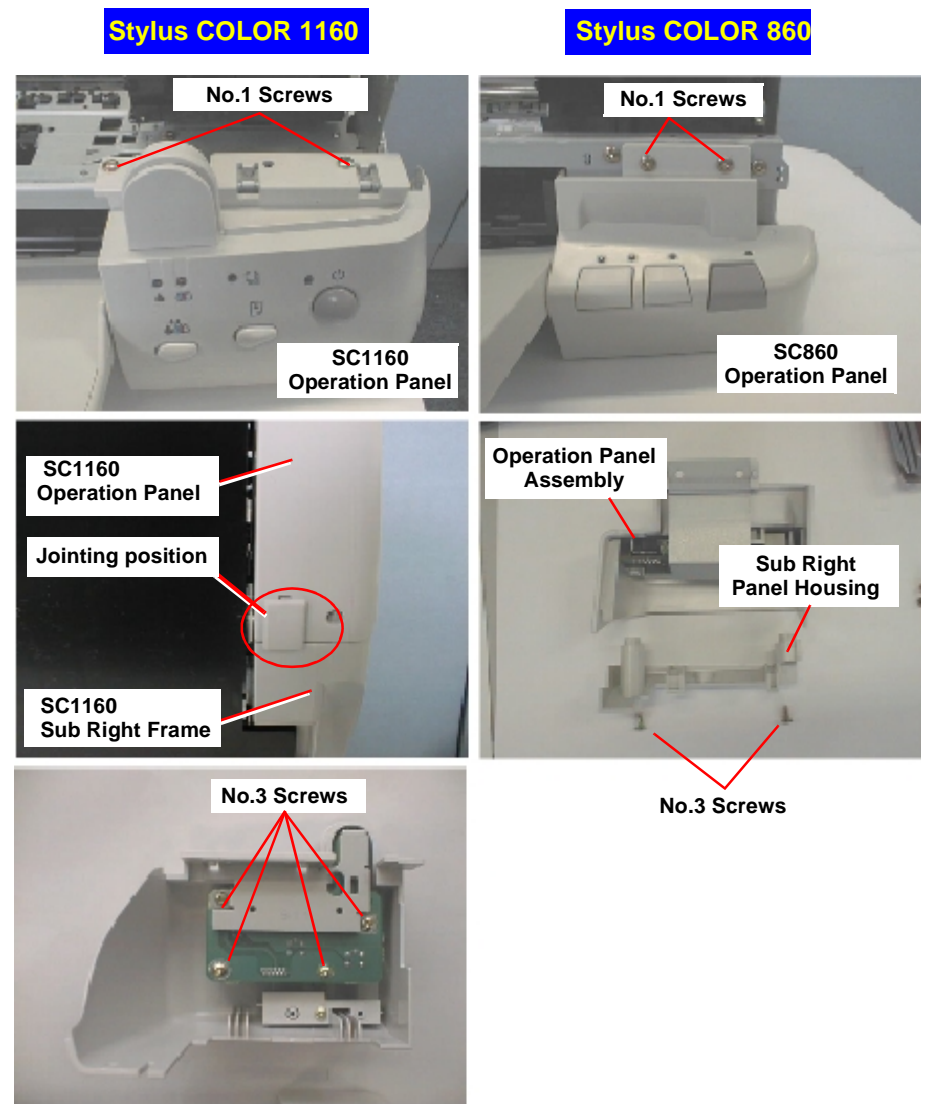 Stylus COLOR 1160
Stylus COLOR 860
No.1 Screws
No.1 Screws
SC1160
Operation Panel
SC860
Operation Panel
SC1160
Operation Panel
Jointing position
SC1160
Sub Right Frame
Operation Panel
Assembly
Sub Right
Panel Housing
No.3 Screws
No.3 Screws